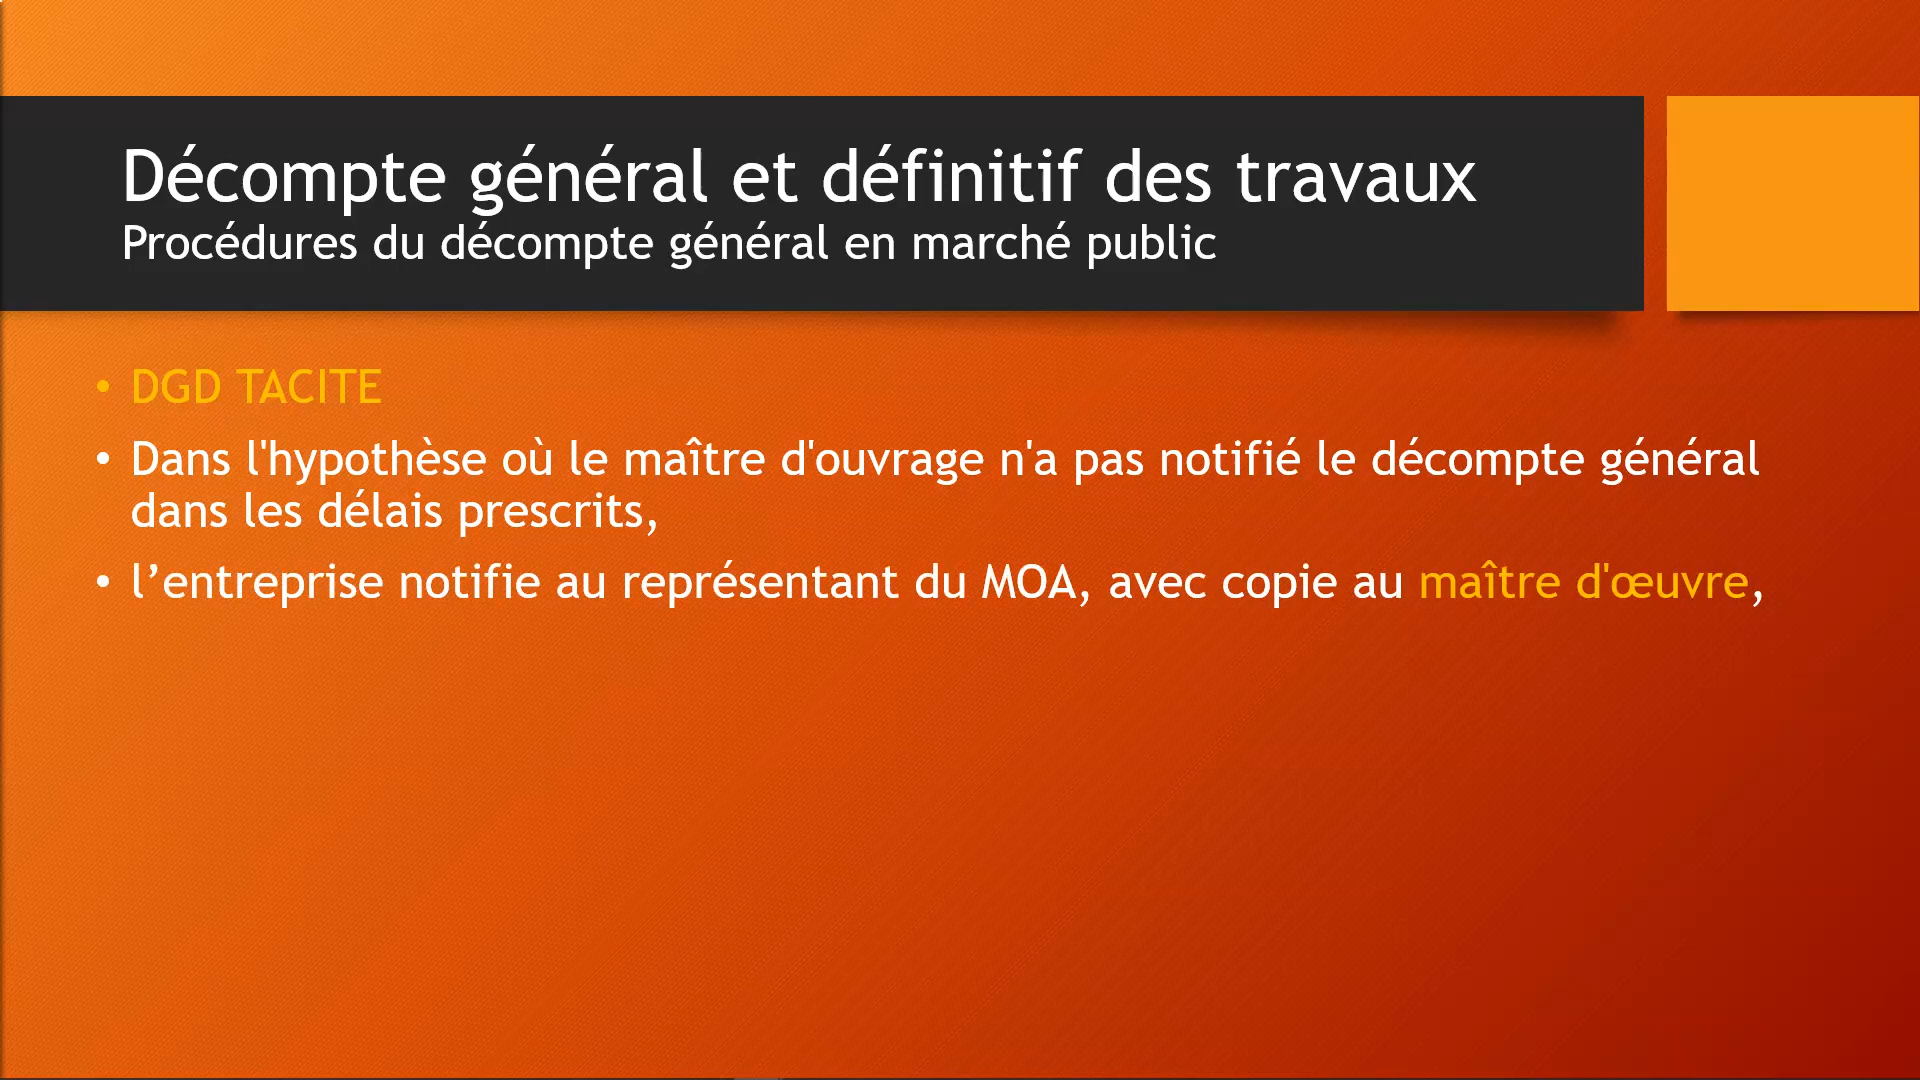 Décompte général et définitif des travaux
Procédures du décompte général en marché public
• DGD TACITE
• Dans l'hypothèse où le maître d'ouvrage n'a pas notifié le décompte général
dans les délais prescrits,
• l’entreprise notifie au représentant du MOA, avec copie au maître d'œuvre,